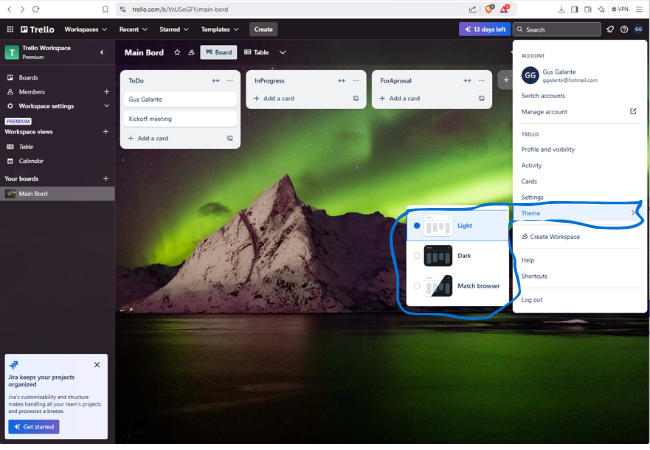 trello.com/b/VcUSoGFY/main-bord
VPN
Trello
Workspaces
Recent
Starred
Templates
Create
13 days left
Search
GG
T
Trello Workspace
Premium
Boards
Members
Workspace settings
PREMIUM
Workspace views
Table
Calendar
Your boards
Main Bord
Jira keeps your projects
organized
Jira's customizability and structure
makes handling all your team's projects
and processes a breeze.
Get started
Main Bord
Board
Table
ToDo
Gus Galante
Kickoff meeting
+ Add a card
InProgress
+ Add a card
ForAproval
+ Add a card
Light
Dark
Match browser
ACCOUNT
GG
Gus Galante
ggalante@hotmail.com
Switch accounts
Manage account
TRELLO
Profile and visibility
Activity
Cards
Settings
Theme
Create Workspace
Help
Shortcuts
Log out